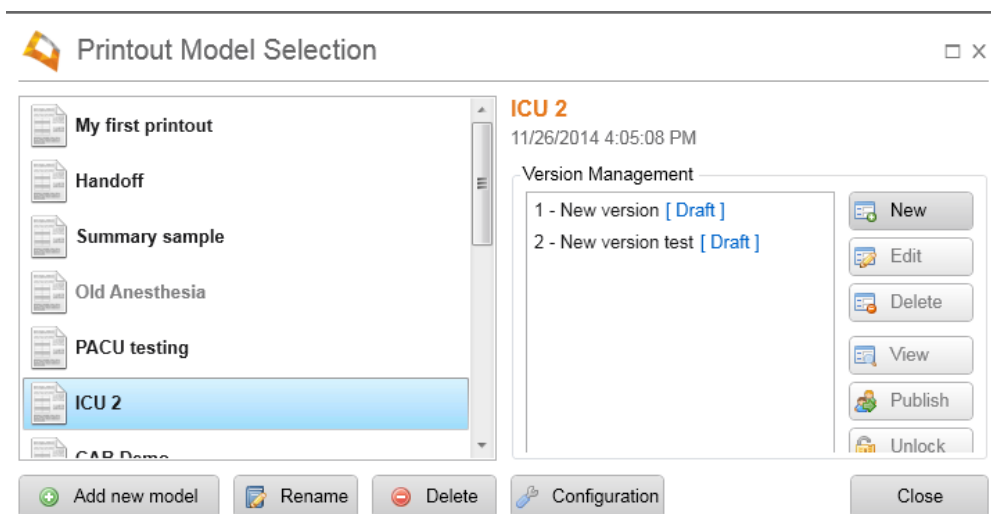 Printout Model Selection
My first printout
Handoff
Summary sample
Old Anesthesia
PACU testing
ICU 2
CAB Demo
ICU 2
11/26/2014 4:05:08 PM
Version Management
1 - New version [ Draft ]
2 - New version test [ Draft ]
New
Edit
Delete
View
Publish
Unlock
Add new model
Rename
Delete
Configuration
Close